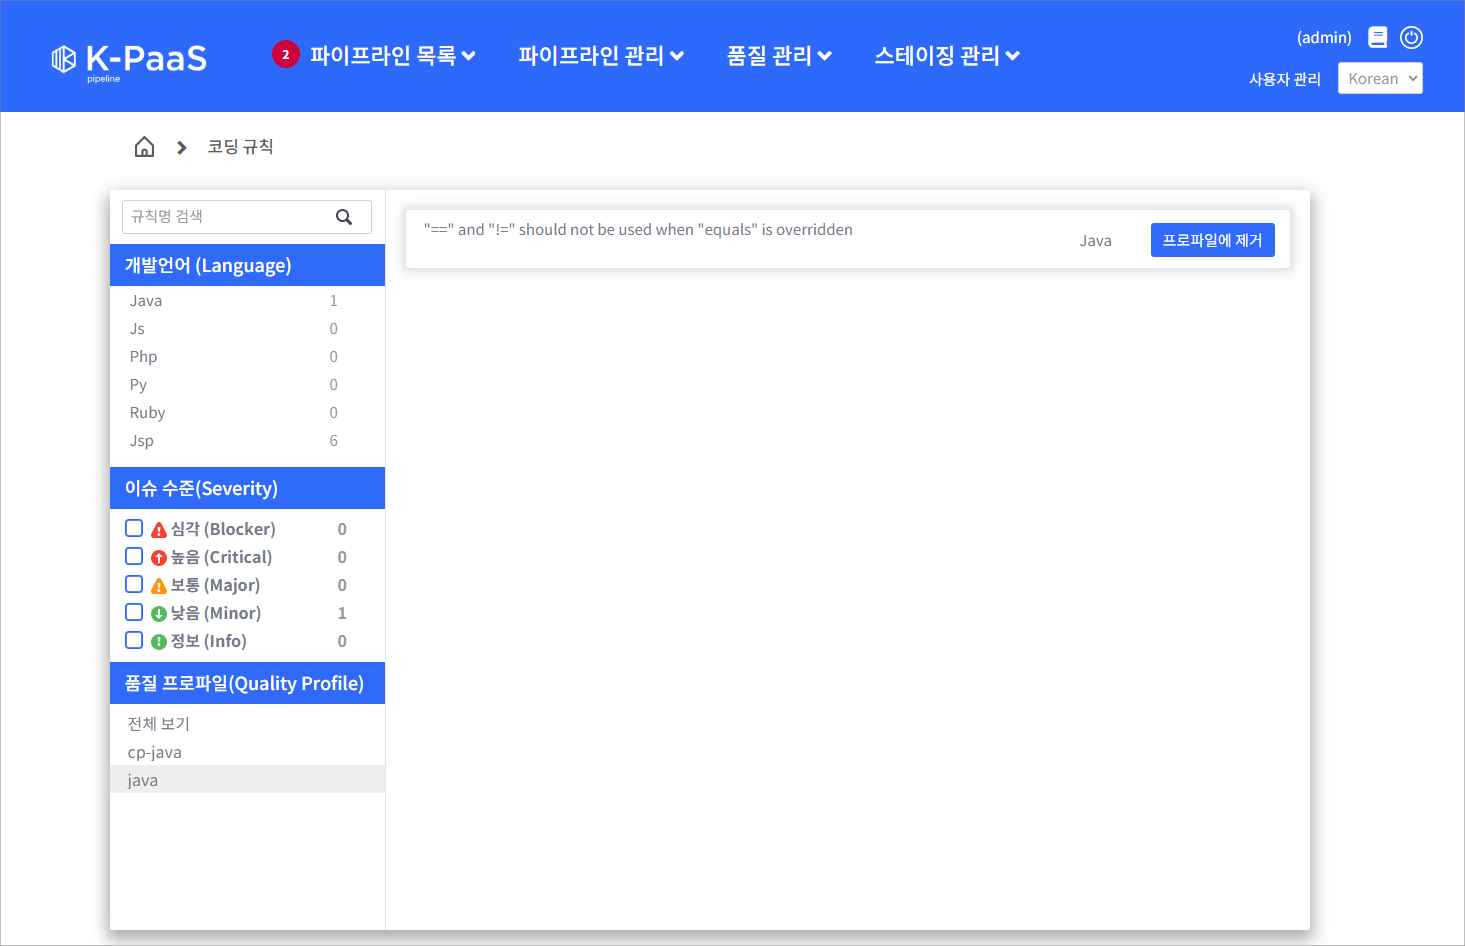 K-PaaS
pipeline
2 파이프라인 목록 파이프라인 관리 품질 관리 스테이징 관리
(admin)
사용자 관리 Korean
코딩 규칙
규칙명 검색
"==" and "!=" should not be used when "equals" is overridden
Java 프로파일에 제거
개발언어 (Language)
Java 1
Js 0
Php 0
Py 0
Ruby 0
Jsp 6
이슈 수준(Severity)
심각 (Blocker) 0
높음 (Critical) 0
보통 (Major) 0
낮음 (Minor) 1
정보 (Info) 0
품질 프로파일(Quality Profile)
전체 보기
cp-java
java